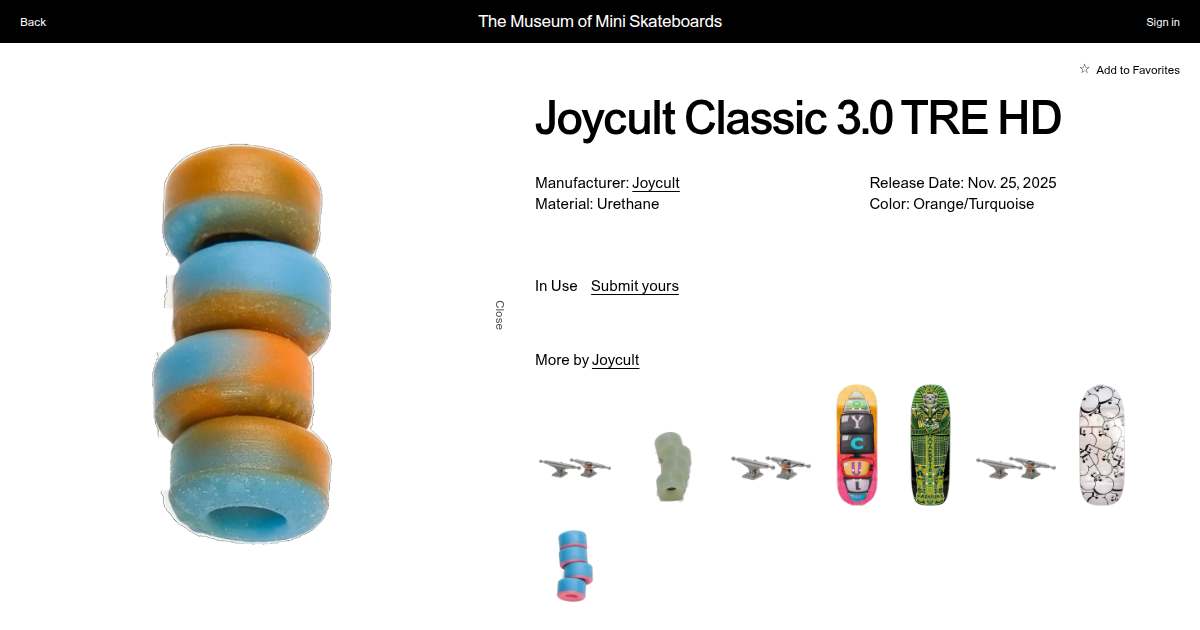 Back
The Museum of Mini Skateboards
Sign in
☆ Add to Favorites
Joycult Classic 3.0 TRE HD
Manufacturer: Joycult
Release Date: Nov. 25, 2025
Material: Urethane
Color: Orange/Turquoise
In Use Submit yours
Close
More by Joycult
Y
C
U
L